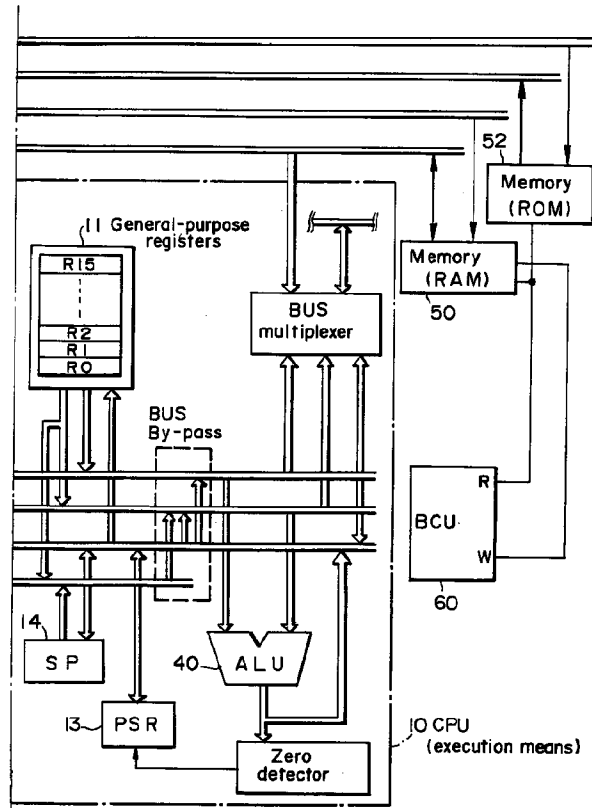 52
Memory
(ROM)
11 General-purpose
registers
R15
R2
R1
R0
Memory
(RAM)
50
BUS
multiplexer
BUS
By-pass
R
BCU
W
60
14
SP
40
ALU
13
PSR
10 CPU
(execution means)
Zero
detector